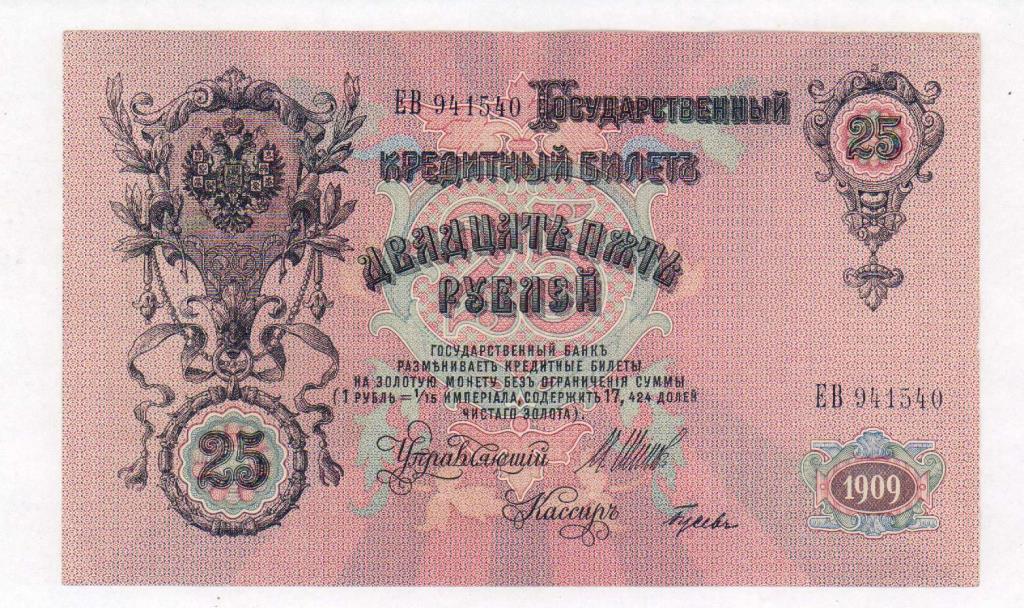 ЕВ 941540 Государственный
25
кредитный билетъ
Двадцать пять
рублей
ГОСУДАРСТВЕННЫЙ БАНКЪ
РАЗМѢНИВАЕТЪ КРЕДИТНЫЕ БИЛЕТЫ
НА ЗОЛОТУЮ МОНЕТУ БЕЗЪ ОГРАНИЧЕНІЯ СУММЫ
(1 РУБЛЬ = 1/15 ИМПЕРІАЛА, СОДЕРЖИТЪ 17, 424 ДОЛЕЙ
ЧИСТАГО ЗОЛОТА).
25
ЕВ 941540
25
Управляющій
Кассиръ
1909